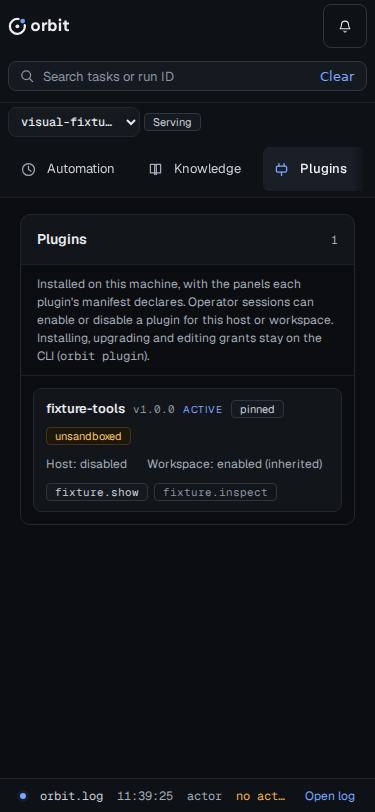 orbit
Search tasks or run ID Clear
visual-fixtu… Serving
Automation Knowledge Plugins
Plugins 1
Installed on this machine, with the panels each
plugin's manifest declares. Operator sessions can
enable or disable a plugin for this host or workspace.
Installing, upgrading and editing grants stay on the
CLI (orbit plugin).
fixture-tools v1.0.0 ACTIVE pinned
unsandboxed
Host: disabled Workspace: enabled (inherited)
fixture.show fixture.inspect
orbit.log 11:39:25 actor no act… Open log